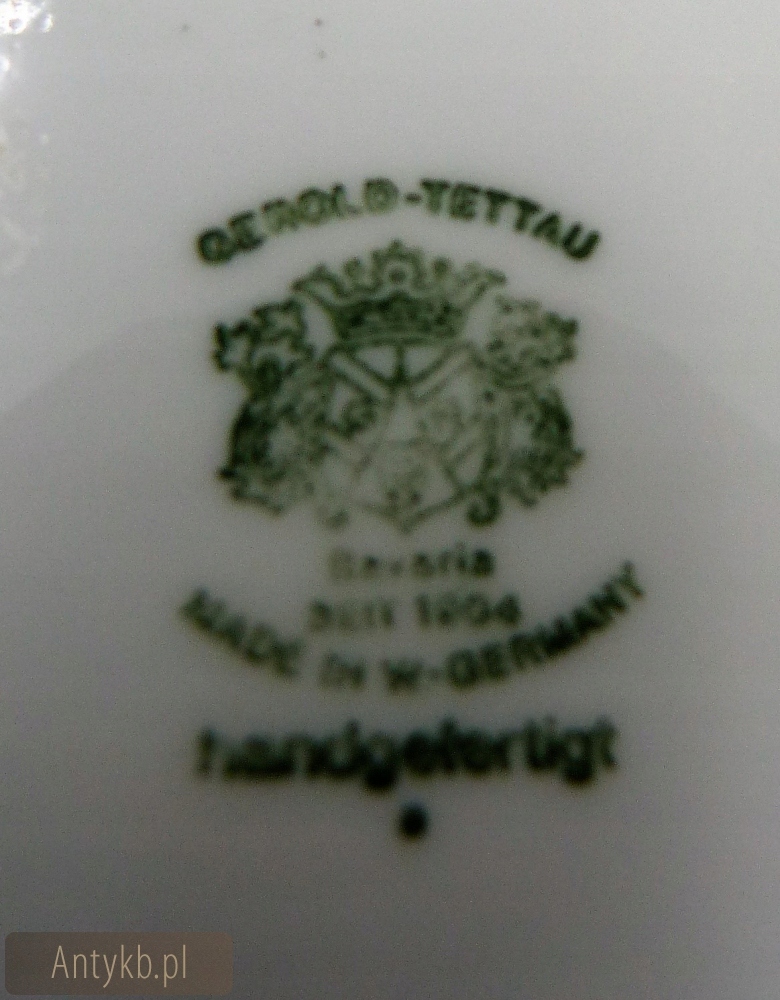 GEROLD-TETTAU
Bavaria
SEIT 1904
MADE IN W-GERMANY
handgefertigt
Antykb.pl